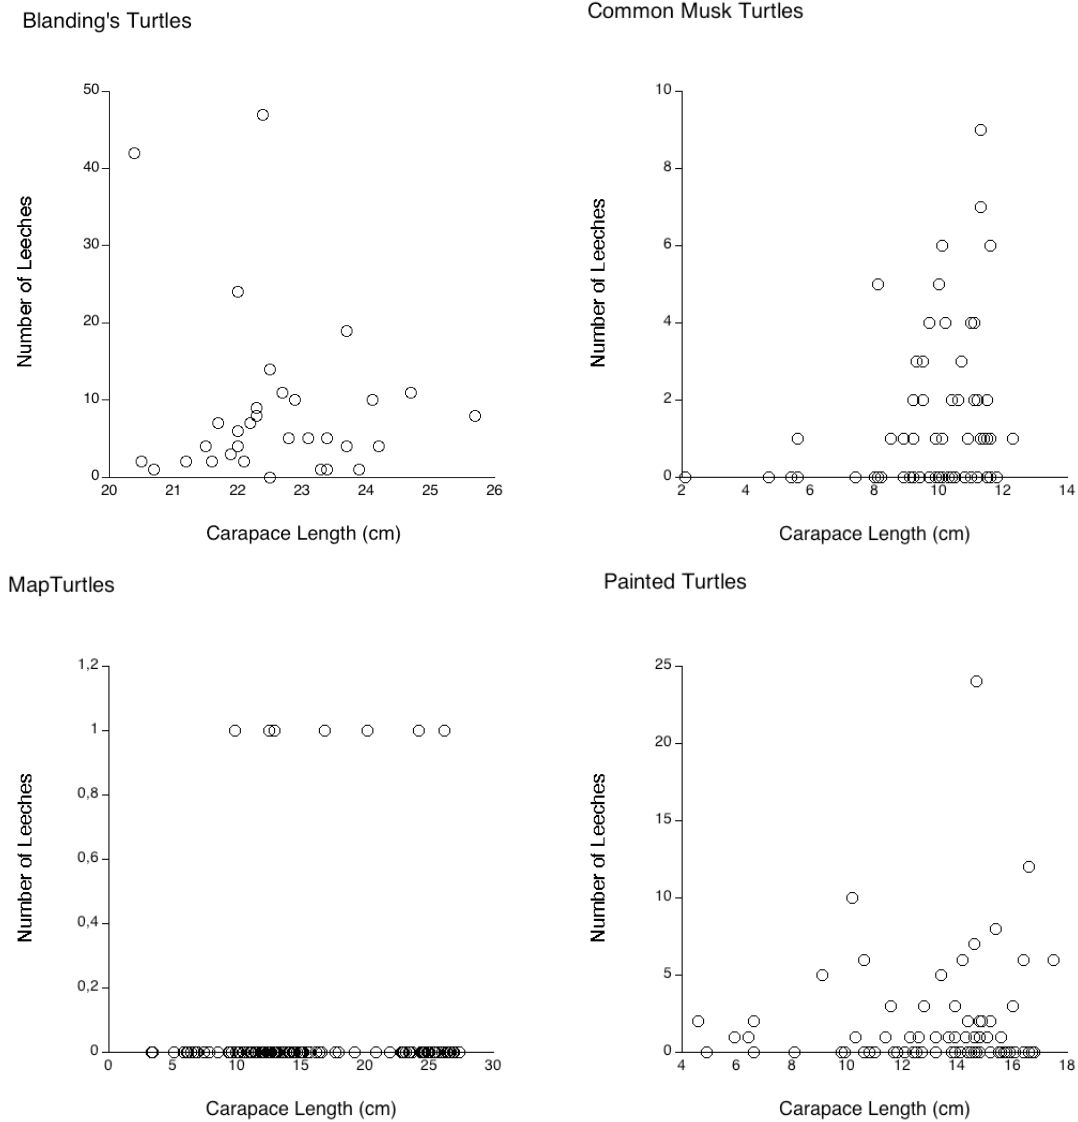 Blanding's Turtles
50
40
30
20
10
0
20 21 22 23 24 25 26
Number of Leeches
Carapace Length (cm)
Common Musk Turtles
10
8
6
4
2
0
2 4 6 8 10 12 14
Number of Leeches
Carapace Length (cm)
MapTurtles
1,2
1
0,8
0,6
0,4
0,2
0
0 5 10 15 20 25 30
Number of Leeches
Carapace Length (cm)
Painted Turtles
25
20
15
10
5
0
4 6 8 10 12 14 16 18
Number of Leeches
Carapace Length (cm)